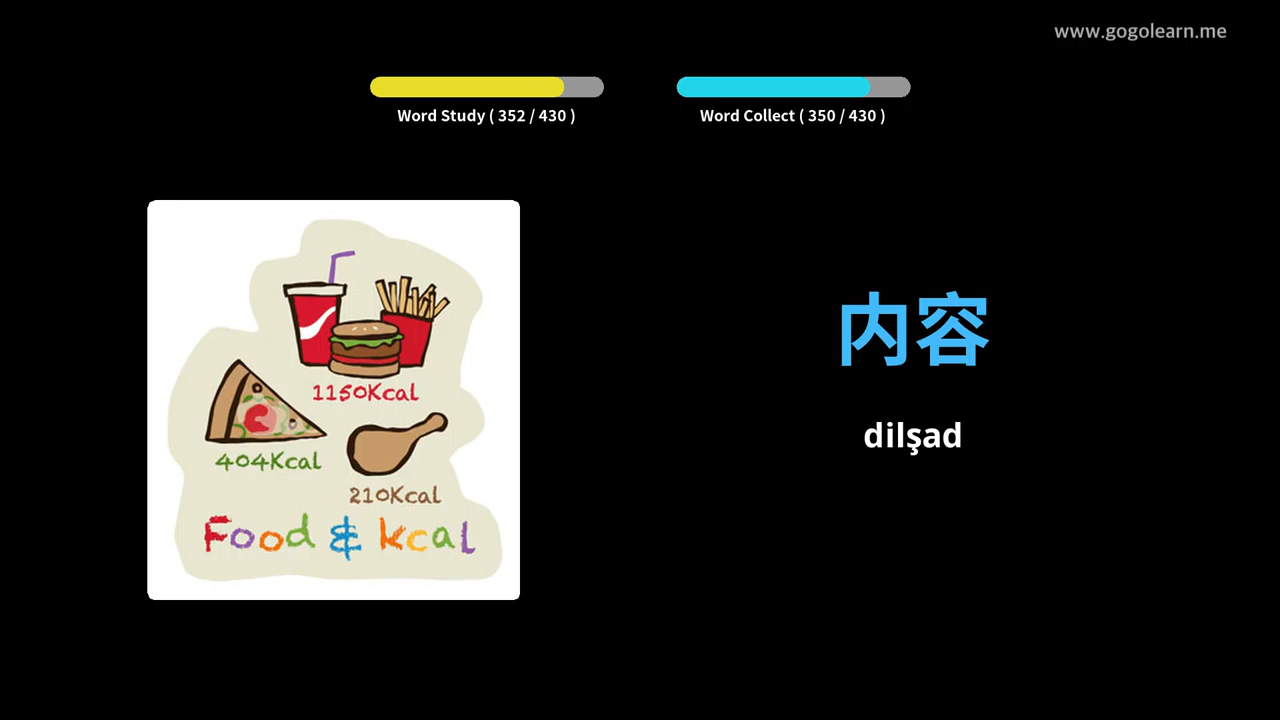 www.gogolearn.me
Word Study ( 352 / 430 )
Word Collect ( 350 / 430 )
1150Kcal
404Kcal
210Kcal
Food & kcal
内容
dilşad